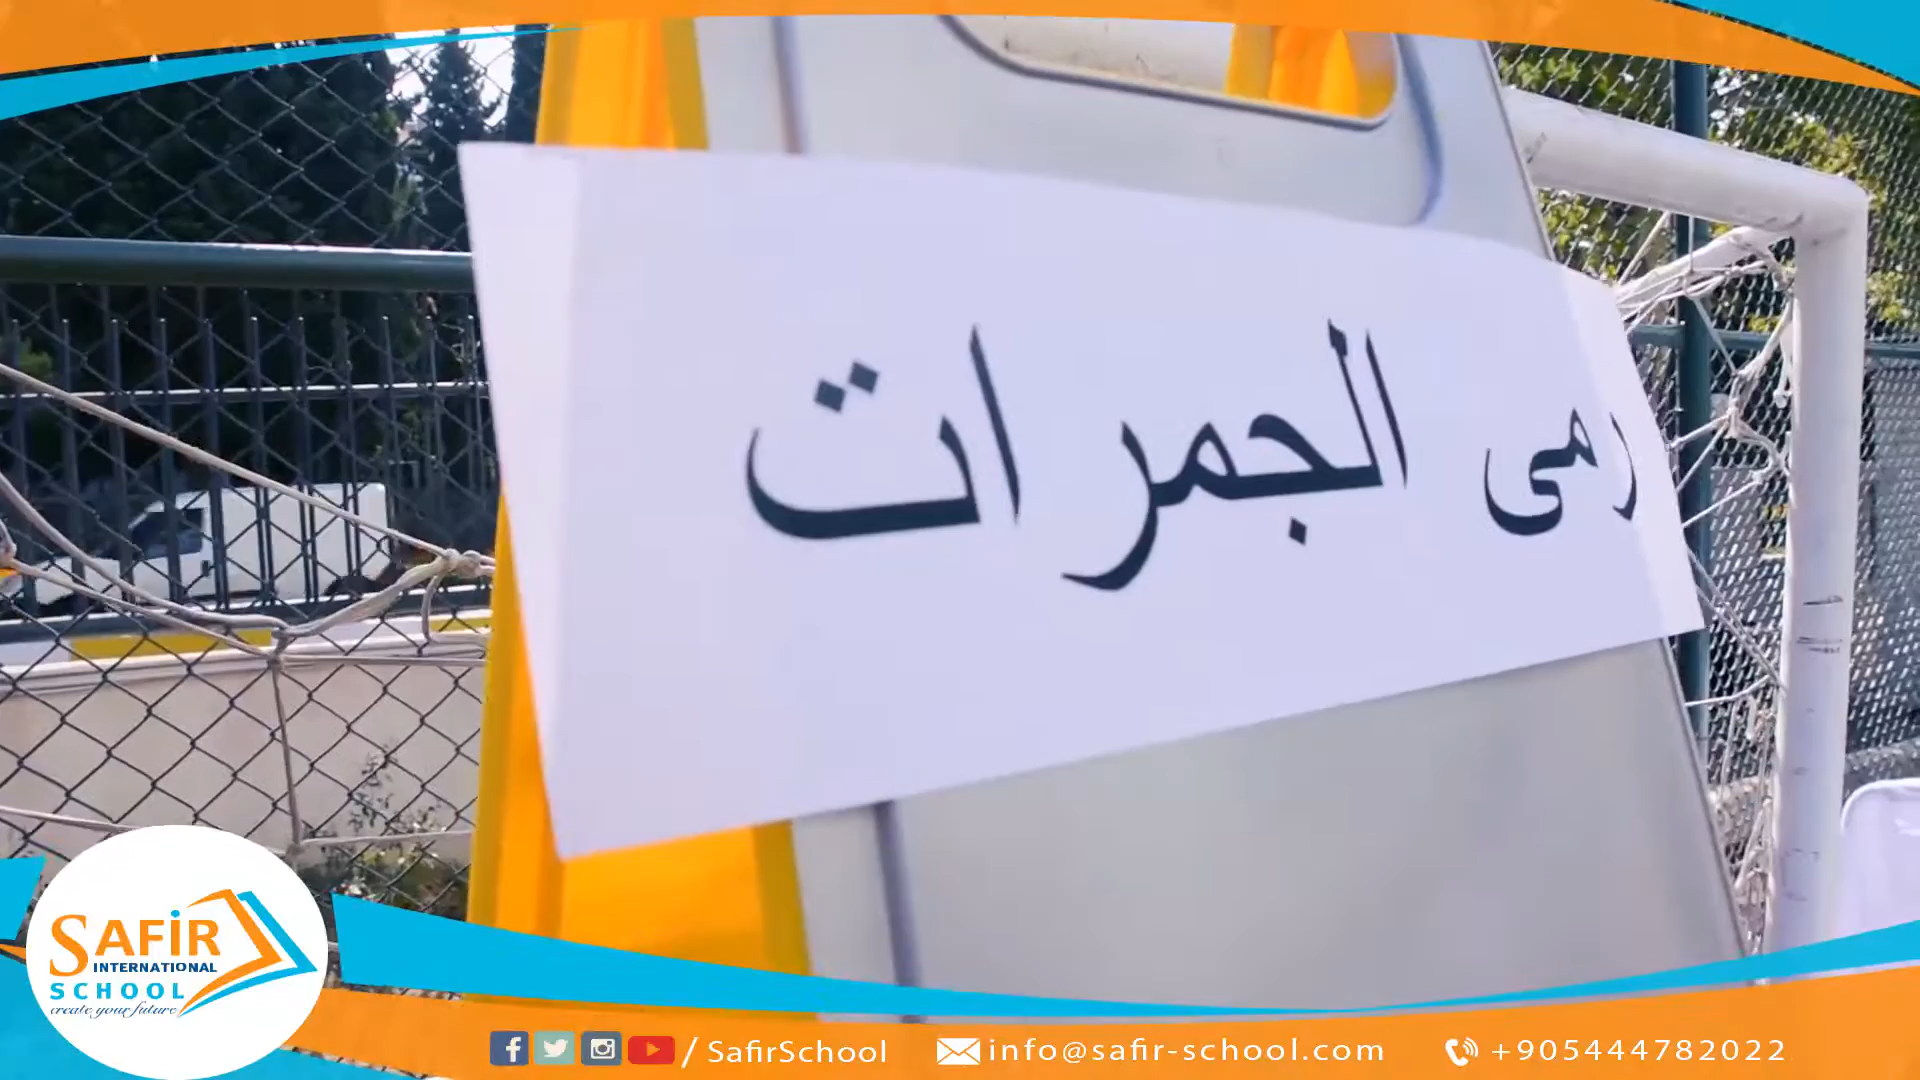 رمى الجمرات
SAFiR
INTERNATIONAL
SCHOOL
create your future
/ SafirSchool
info@safir-school.com
+905444782022